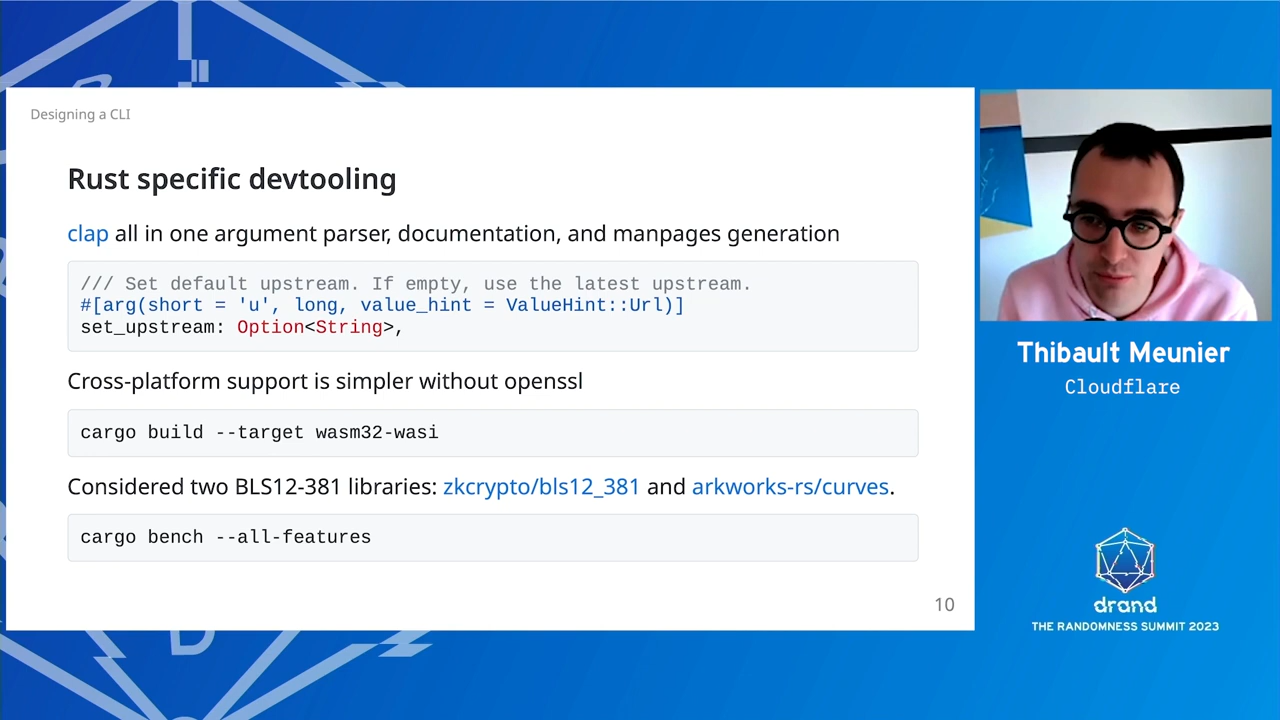 Designing a CLI
Rust specific devtooling
clap all in one argument parser, documentation, and manpages generation
/// Set default upstream. If empty, use the latest upstream.
#[arg(short = 'u', long, value_hint = ValueHint::Url)]
set_upstream: Option<String>,
Cross-platform support is simpler without openssl
cargo build --target wasm32-wasi
Considered two BLS12-381 libraries: zkcrypto/bls12_381 and arkworks-rs/curves.
cargo bench --all-features
10
Thibault Meunier
Cloudflare
drand
THE RANDOMNESS SUMMIT 2023